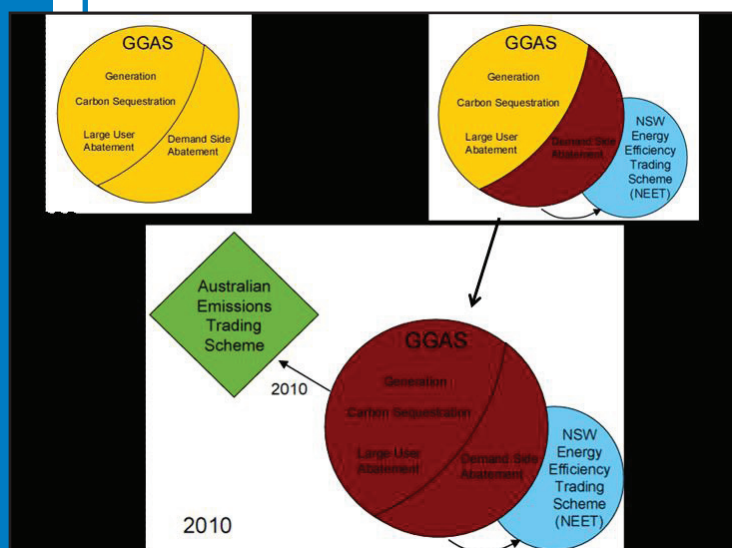 GGAS
Generation
Carbon Sequestration
Large User
Abatement
Demand Side
Abatement
GGAS
Generation
Carbon Sequestration
Large User
Abatement
Demand Side
Abatement
NSW
Energy
Efficiency
Trading
Scheme
(NEET)
Australian
Emissions
Trading
Scheme
2010
GGAS
Generation
Carbon Sequestration
Large User
Abatement
Demand Side
Abatement
NSW
Energy
Efficiency
Trading
Scheme
(NEET)
2010